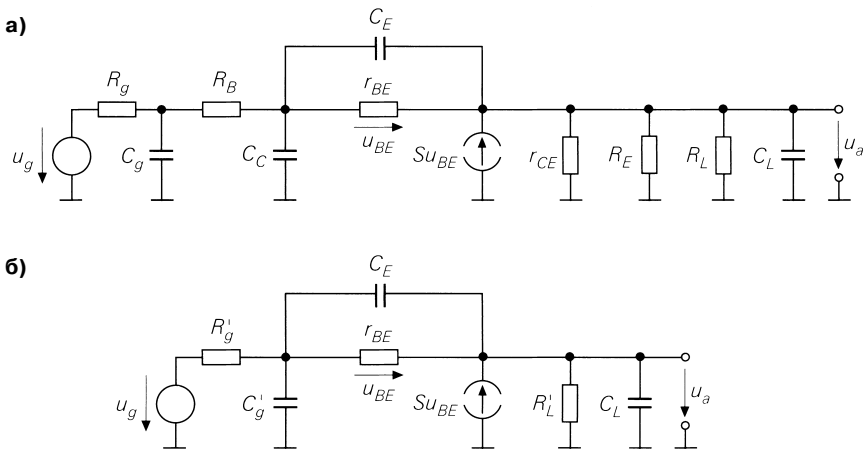 а)
C_E
R_g R_B r_BE
u_g C_g C_C u_BE Su_BE r_CE R_E R_L C_L u_a
б)
C_E
R'_g r_BE
u_g C'_g u_BE Su_BE R'_L C_L u_a